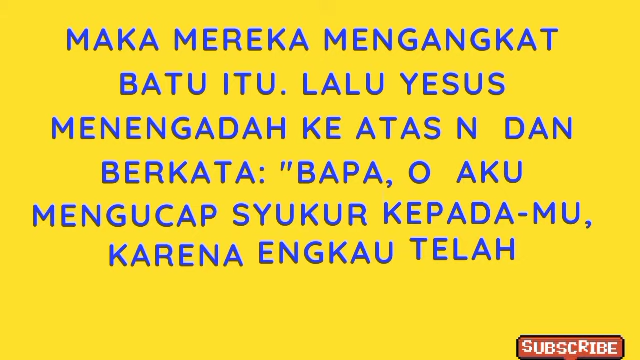 MAKA MEREKA MENGANGKAT
BATU ITU. LALU YESUS
MENENGADAH KE ATAS N DAN
BERKATA: "BAPA, O AKU
MENGUCAP SYUKUR KEPADA-MU,
KARENA ENGKAU TELAH
SUBSCRIBE